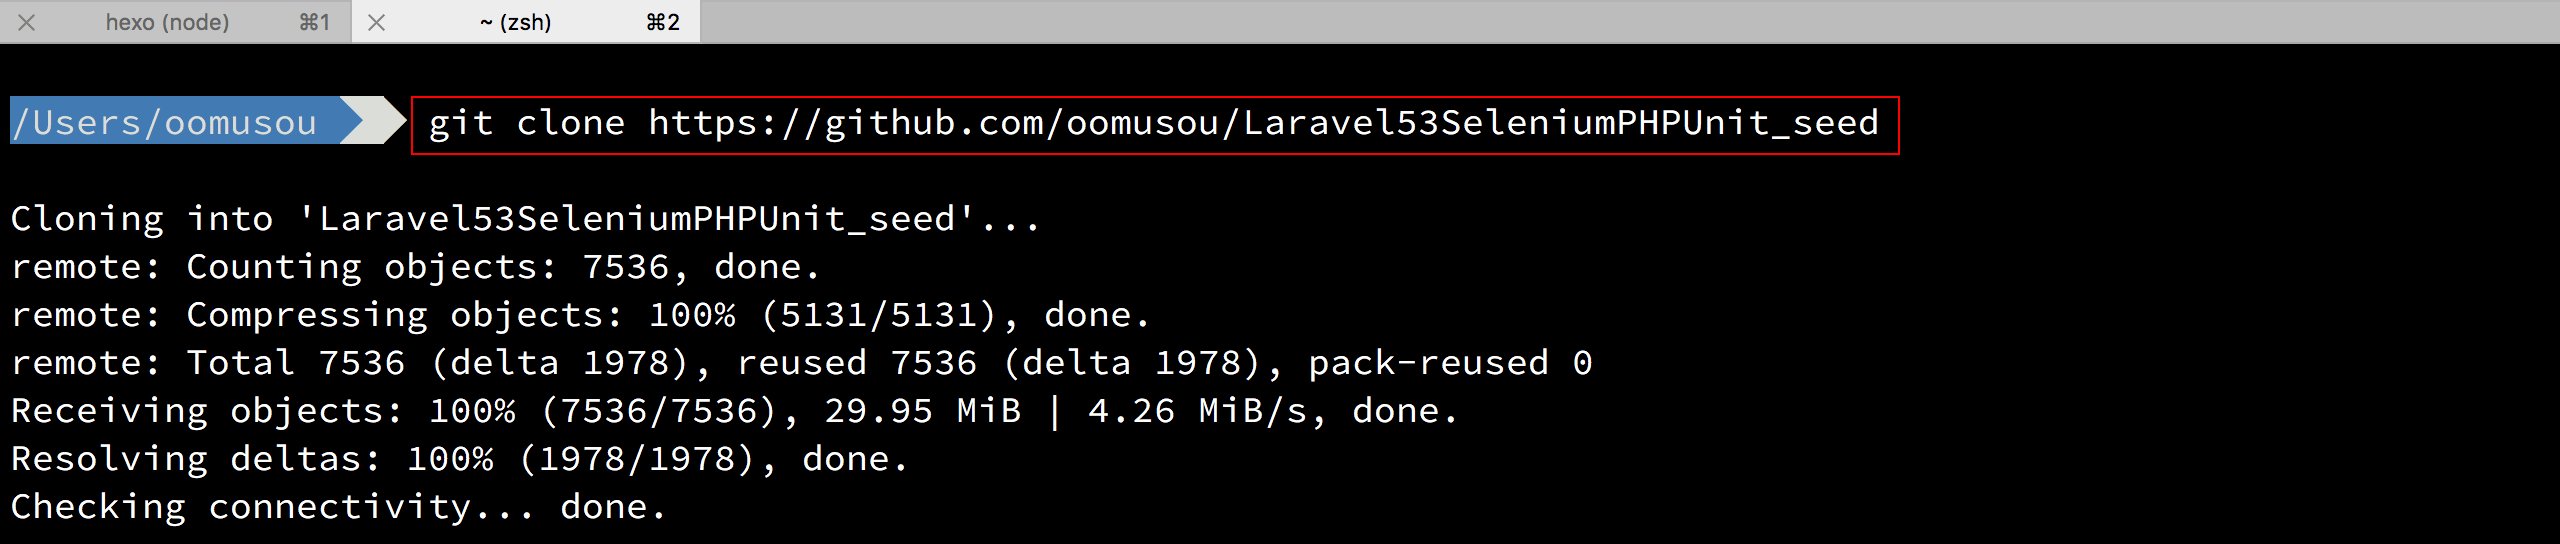 hexo (node) ⌘1 ~ (zsh) ⌘2
/Users/oomusou git clone https://github.com/oomusou/Laravel53SeleniumPHPUnit_seed
Cloning into 'Laravel53SeleniumPHPUnit_seed'...
remote: Counting objects: 7536, done.
remote: Compressing objects: 100% (5131/5131), done.
remote: Total 7536 (delta 1978), reused 7536 (delta 1978), pack-reused 0
Receiving objects: 100% (7536/7536), 29.95 MiB | 4.26 MiB/s, done.
Resolving deltas: 100% (1978/1978), done.
Checking connectivity... done.